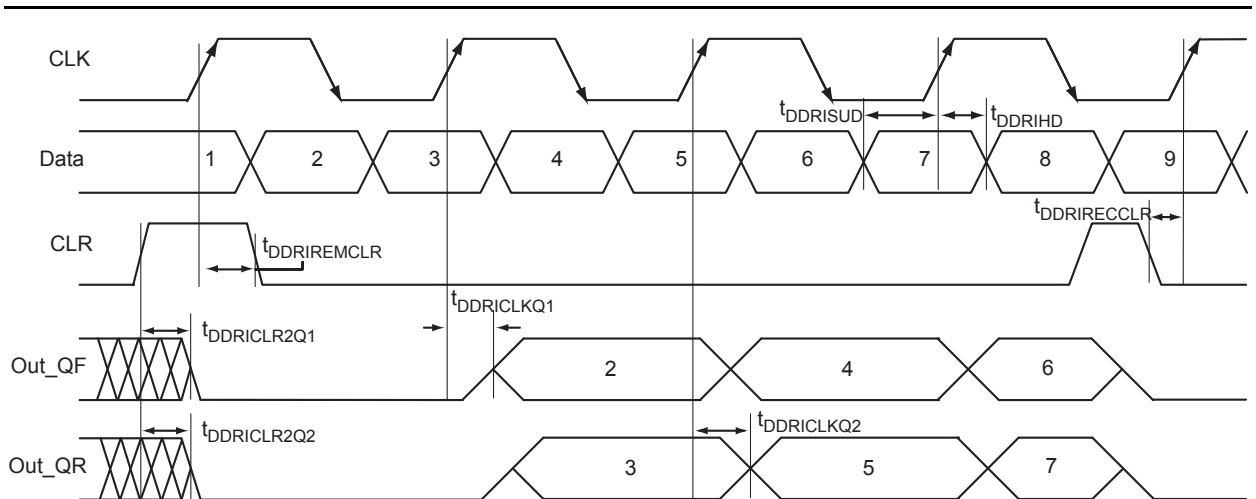 CLK
tDDRISUD
tDDRIHD
Data
1 2 3 4 5 6 7 8 9
tDDRIRECCLR
CLR
tDDRIREMCLR
tDDRICLKQ1
tDDRICLR2Q1
Out_QF
2 4 6
tDDRICLR2Q2
tDDRICLKQ2
Out_QR
3 5 7